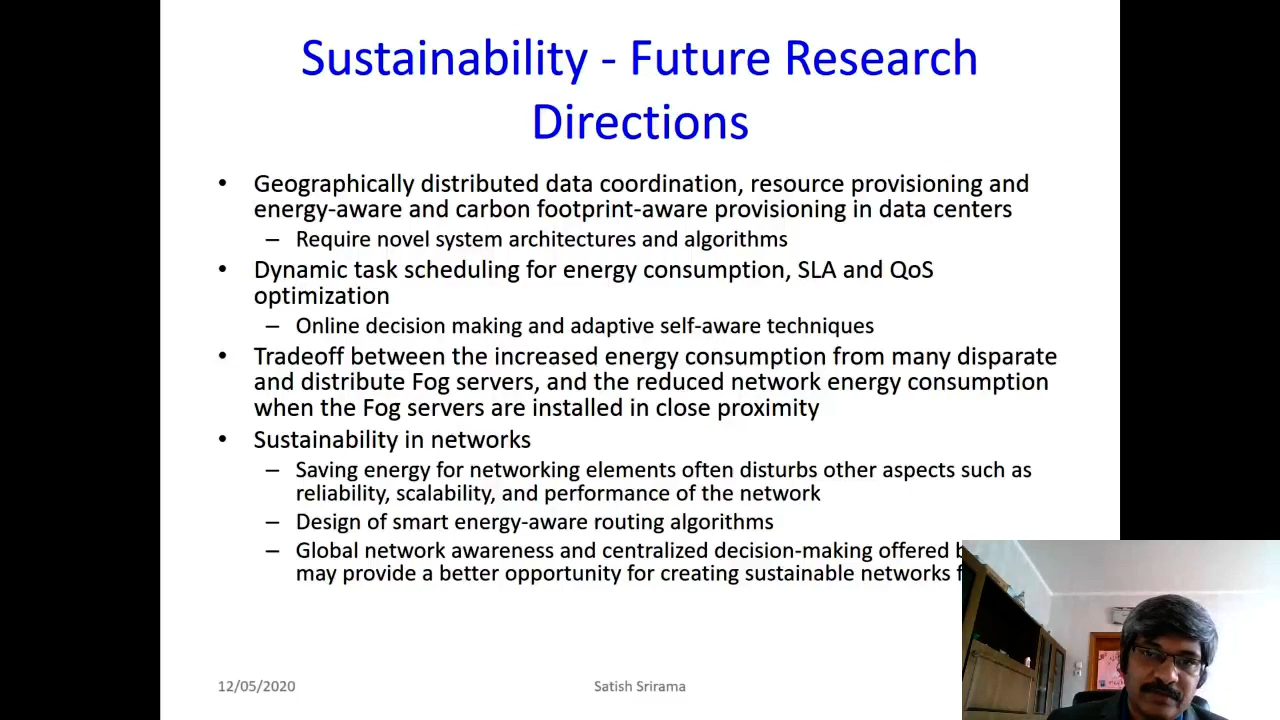 Sustainability - Future Research
Directions
• Geographically distributed data coordination, resource provisioning and
energy-aware and carbon footprint-aware provisioning in data centers
– Require novel system architectures and algorithms
• Dynamic task scheduling for energy consumption, SLA and QoS
optimization
– Online decision making and adaptive self-aware techniques
• Tradeoff between the increased energy consumption from many disparate
and distribute Fog servers, and the reduced network energy consumption
when the Fog servers are installed in close proximity
• Sustainability in networks
– Saving energy for networking elements often disturbs other aspects such as
reliability, scalability, and performance of the network
– Design of smart energy-aware routing algorithms
– Global network awareness and centralized decision-making offered
may provide a better opportunity for creating sustainable networks
12/05/2020
Satish Srirama